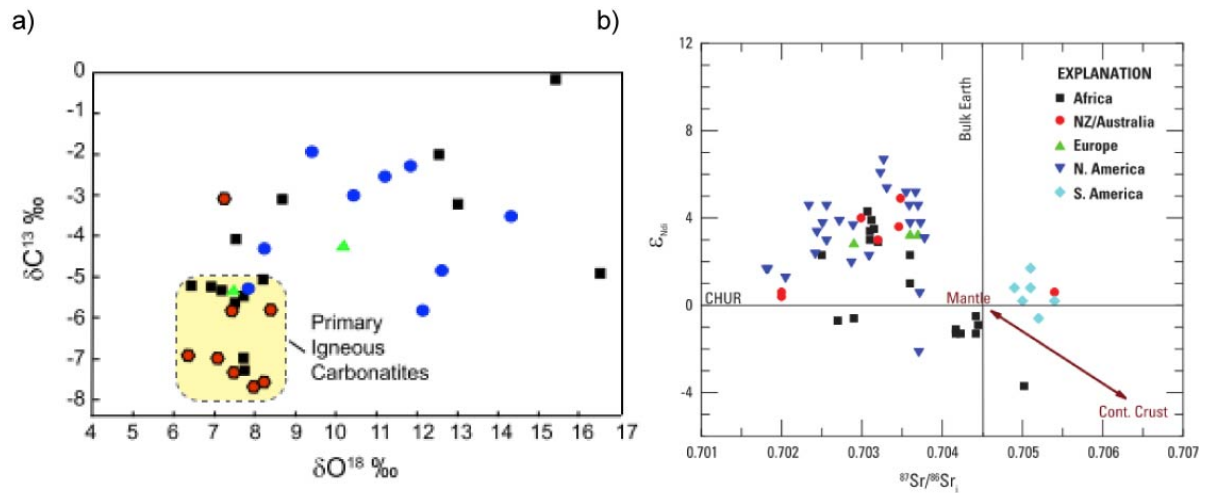 a)
0
-1
-2
-3
-4
-5
-6
-7
-8
δC¹³ ‰
Primary
Igneous
Carbonatites
4 5 6 7 8 9 10 11 12 13 14 15 16 17
δO¹⁸ ‰
b)
12
8
4
0
-4
εNdi
EXPLANATION
Africa
NZ/Australia
Europe
N. America
S. America
Bulk Earth
CHUR
Mantle
Cont. Crust
0.701 0.702 0.703 0.704 0.705 0.706 0.707
⁸⁷Sr/⁸⁶Srᵢ